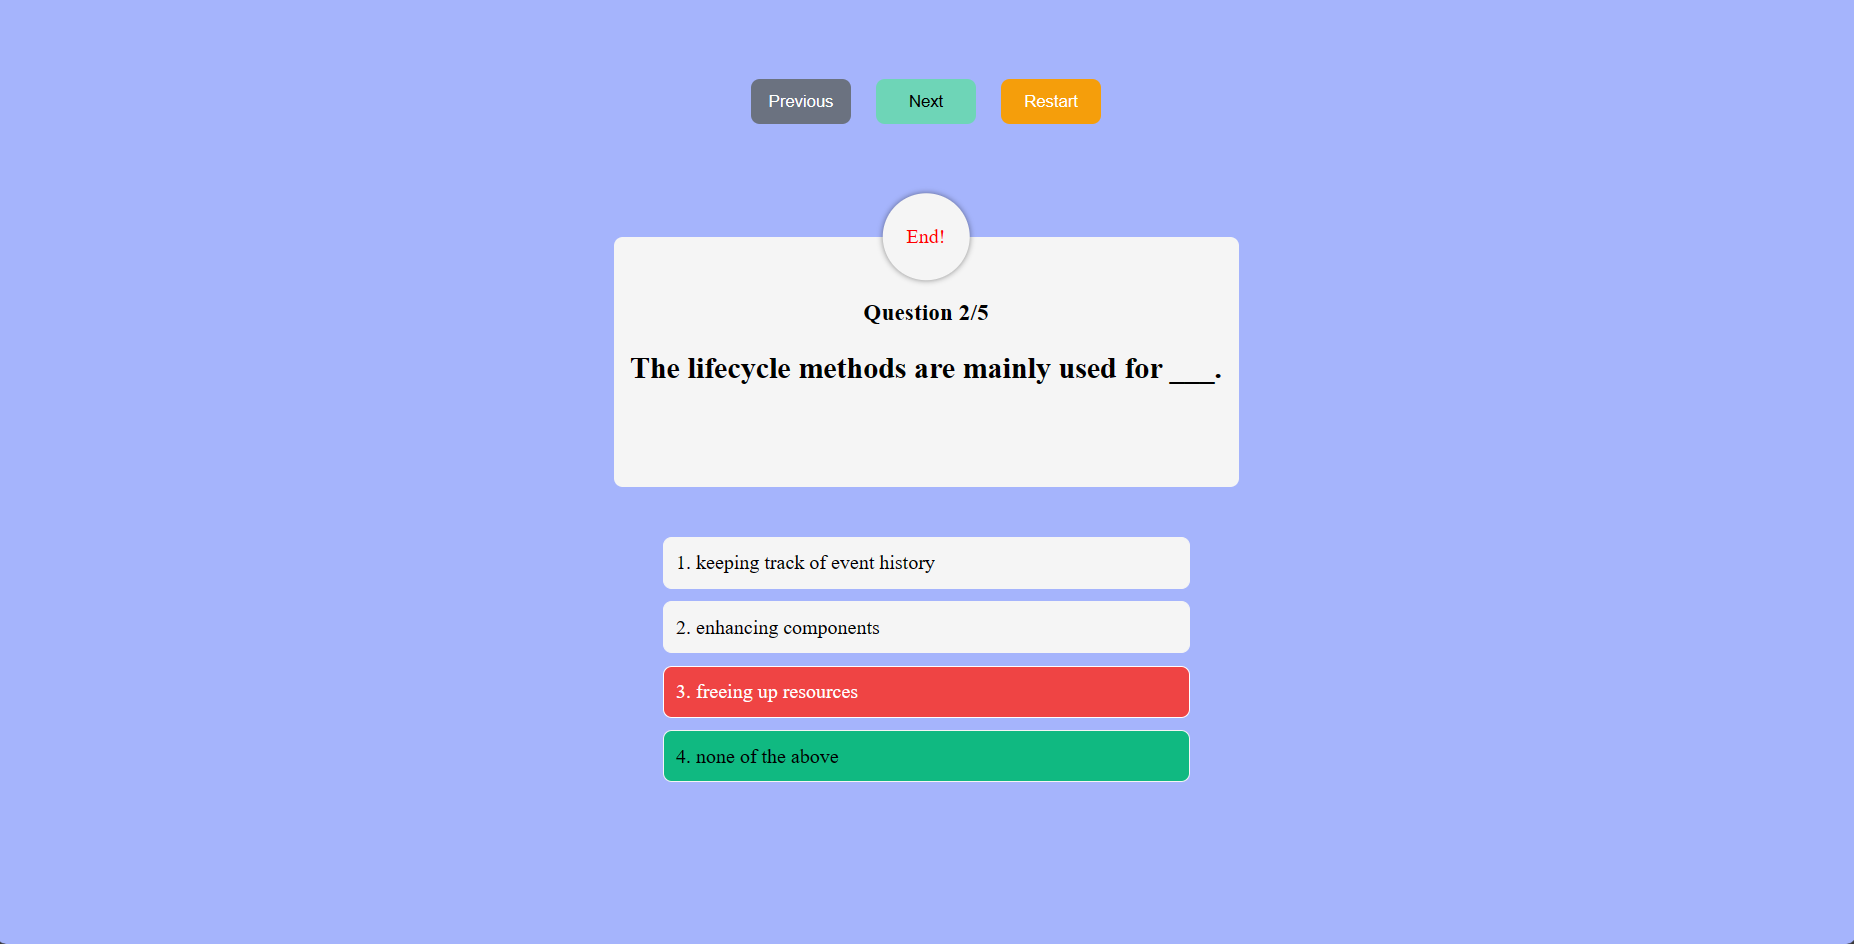 Previous
Next
Restart
End!
Question 2/5
The lifecycle methods are mainly used for ___.
1. keeping track of event history
2. enhancing components
3. freeing up resources
4. none of the above